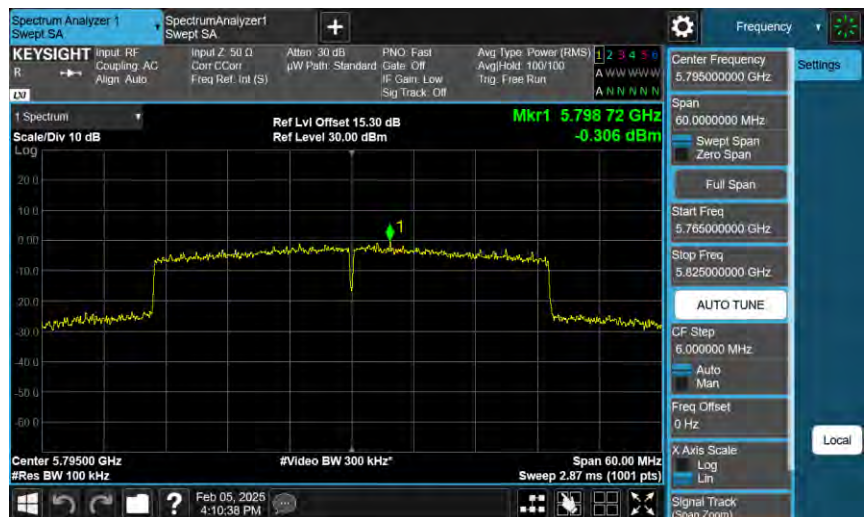 Spectrum Analyzer 1
Swept SA
SpectrumAnalyzer1
Swept SA
+
Frequency
KEYSIGHT
R
LXI
Input: RF
Coupling: AC
Align: Auto
Input Z: 50 Ω
Corr CCorr
Freq Ref: Int (S)
Atten: 30 dB
µW Path: Standard
PNO: Fast
Gate: Off
IF Gain: Low
Sig Track: Off
Avg Type: Power (RMS)
Avg|Hold: 100/100
Trig: Free Run
1 2 3 4 5 6
A W W W W W
A N N N N N
1 Spectrum
Scale/Div 10 dB
Log
Ref Lvl Offset 15.30 dB
Ref Level 30.00 dBm
Mkr1 5.798 72 GHz
-0.306 dBm
20.0
10.0
0.00
-10.0
-20.0
-30.0
-40.0
-50.0
-60.0
1
Center 5.79500 GHz
#Res BW 100 kHz
#Video BW 300 kHz*
Span 60.00 MHz
Sweep 2.87 ms (1001 pts)
Center Frequency
5.795000000 GHz
Settings
Span
60.0000000 MHz
Swept Span
Zero Span
Full Span
Start Freq
5.765000000 GHz
Stop Freq
5.825000000 GHz
AUTO TUNE
CF Step
6.000000 MHz
Auto
Man
Freq Offset
0 Hz
X Axis Scale
Log
Lin
Signal Track
(Span Zoom)
Local
?
Feb 05, 2025
4:10:38 PM